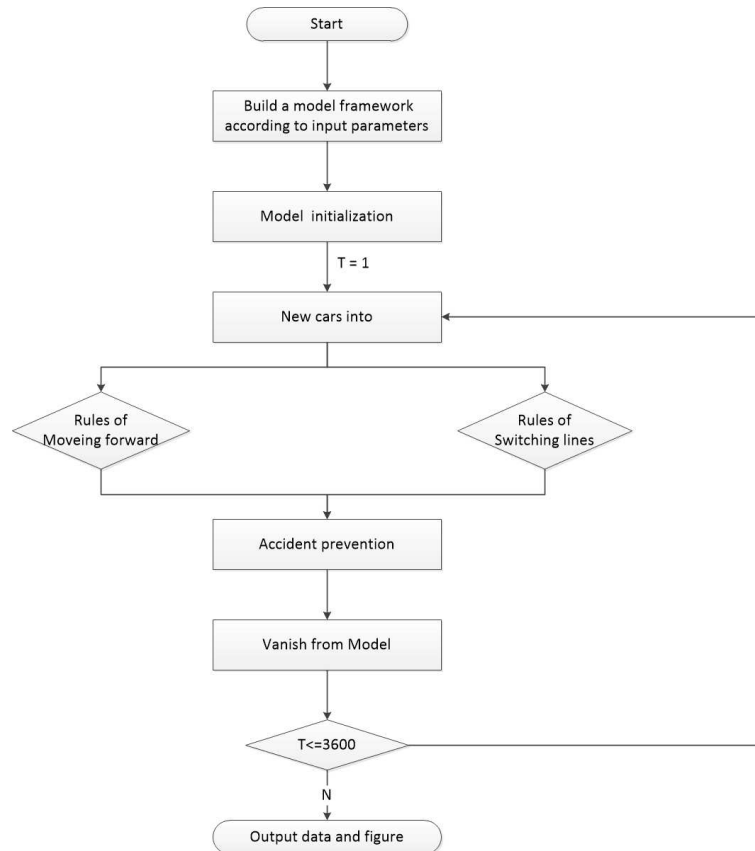 Start
Build a model framework
according to input parameters
Model initialization
T = 1
New cars into
Rules of
Moveing forward
Rules of
Switching lines
Accident prevention
Vanish from Model
T<=3600
N
Output data and figure